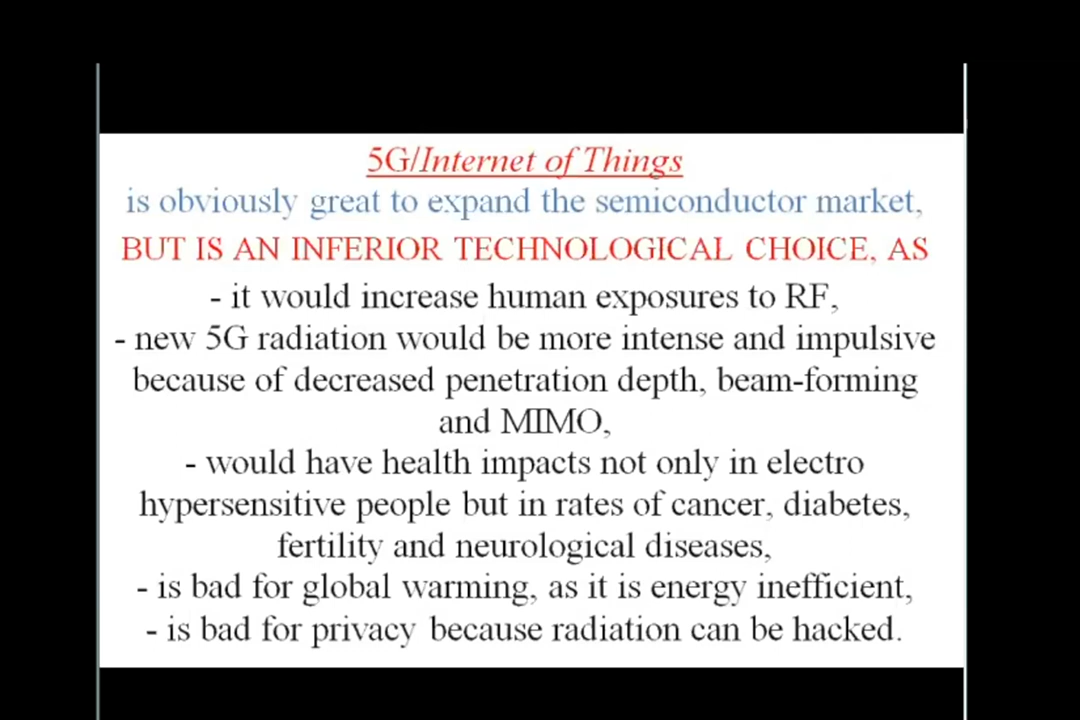 5G/Internet of Things
is obviously great to expand the semiconductor market,
BUT IS AN INFERIOR TECHNOLOGICAL CHOICE, AS
- it would increase human exposures to RF,
- new 5G radiation would be more intense and impulsive
because of decreased penetration depth, beam-forming
and MIMO,
- would have health impacts not only in electro
hypersensitive people but in rates of cancer, diabetes,
fertility and neurological diseases,
- is bad for global warming, as it is energy inefficient,
- is bad for privacy because radiation can be hacked.